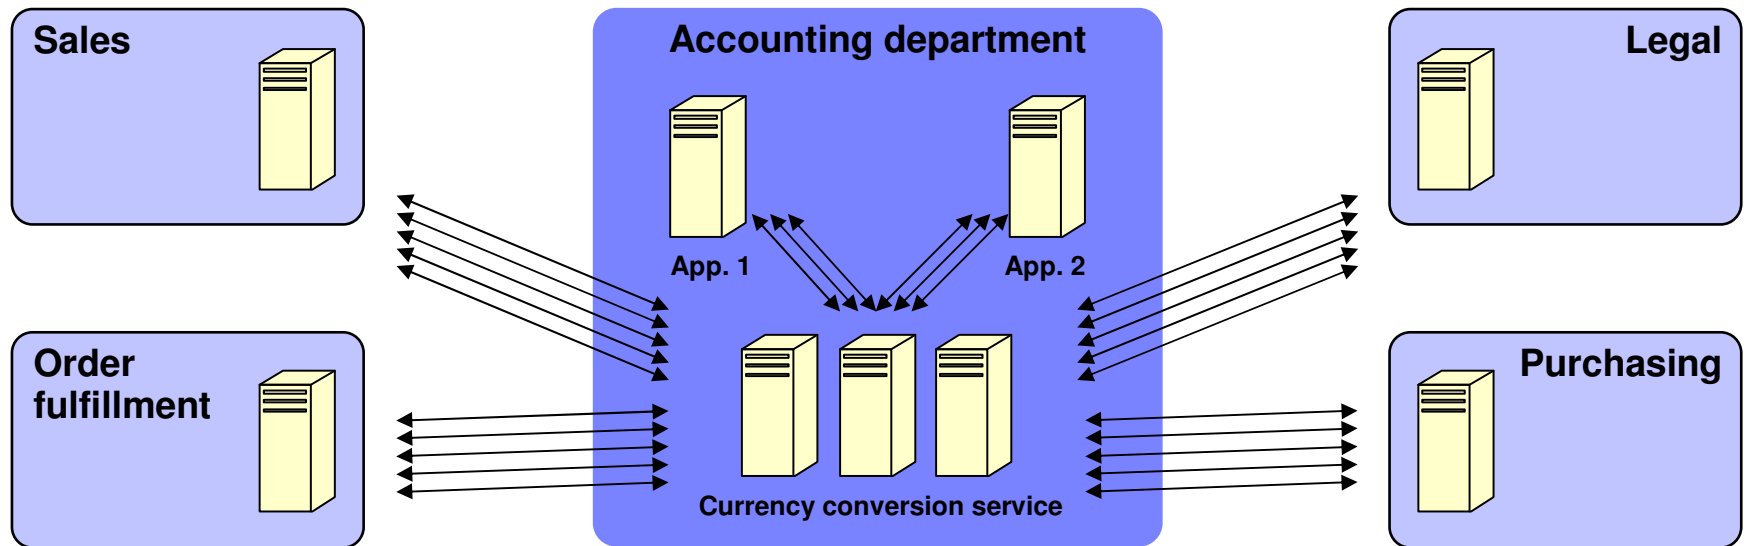 Sales
Accounting department
Legal
App. 1
App. 2
Order
fulfillment
Purchasing
Currency conversion service